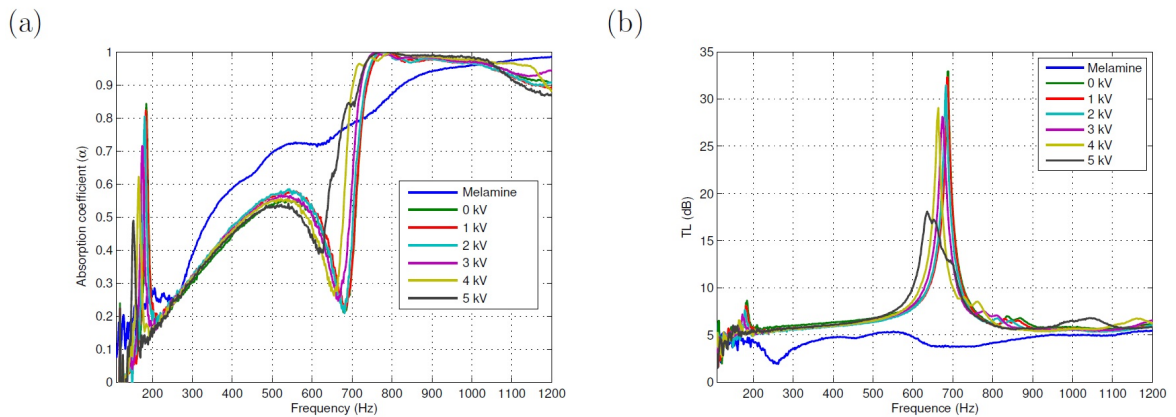 (a)
(b)
1
0.9
0.8
0.7
0.6
0.5
0.4
0.3
0.2
0.1
0
Absorption coefficient (α)
200 300 400 500 600 700 800 900 1000 1100 1200
Frequency (Hz)
Melamine
0 kV
1 kV
2 kV
3 kV
4 kV
5 kV
35
30
25
20
15
10
5
0
TL (dB)
200 300 400 500 600 700 800 900 1000 1100 1200
Frequence (Hz)
Melamine
0 kV
1 kV
2 kV
3 kV
4 kV
5 kV